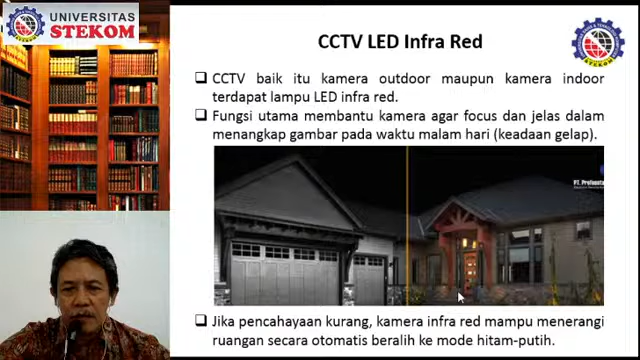 UNIVERSITAS
STEKOM
CCTV LED Infra Red
CCTV baik itu kamera outdoor maupun kamera indoor
terdapat lampu LED infra red.
Fungsi utama membantu kamera agar focus dan jelas dalam
menangkap gambar pada waktu malam hari (keadaan gelap).
Jika pencahayaan kurang, kamera infra red mampu menerangi
ruangan secara otomatis beralih ke mode hitam-putih.